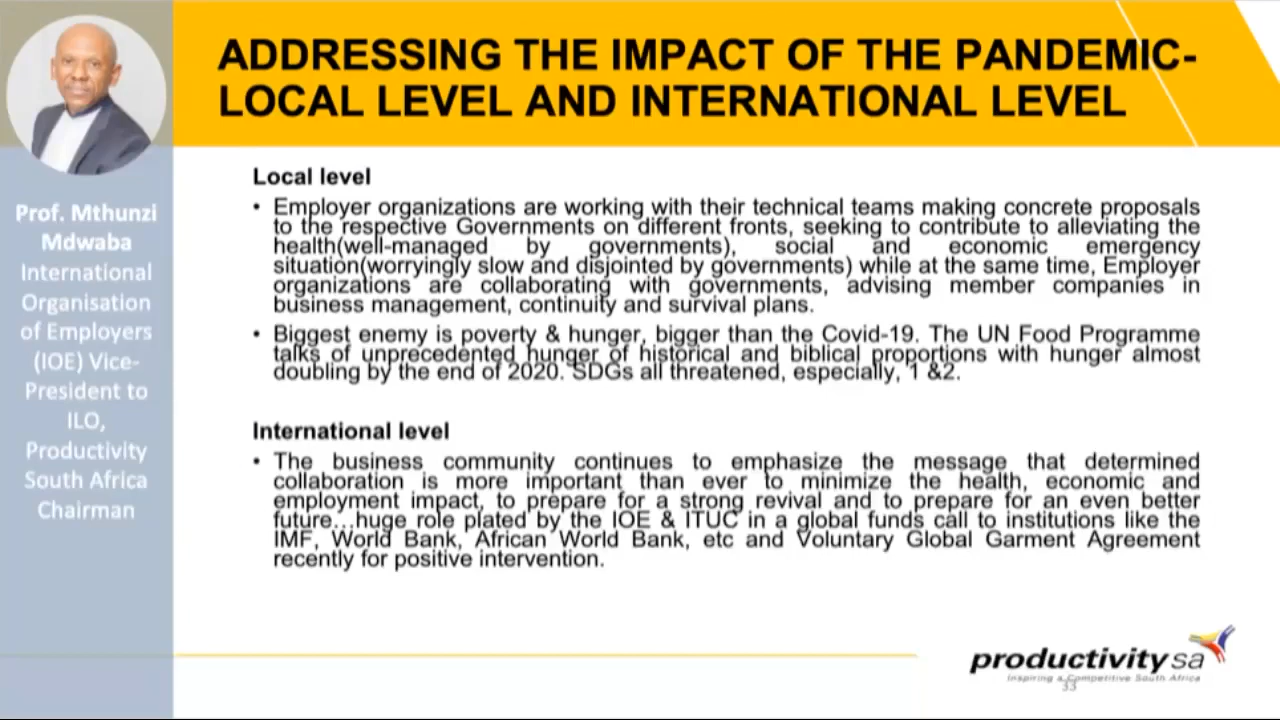 ADDRESSING THE IMPACT OF THE PANDEMIC-
LOCAL LEVEL AND INTERNATIONAL LEVEL
Prof. Mthunzi
Mdwaba
International
Organisation
of Employers
(IOE) Vice-
President to
ILO,
Productivity
South Africa
Chairman
Local level
• Employer organizations are working with their technical teams making concrete proposals
to the respective Governments on different fronts, seeking to contribute to alleviating the
health(well-managed by governments), social and economic emergency
situation(worryingly slow and disjointed by governments) while at the same time, Employer
organizations are collaborating with governments, advising member companies in
business management, continuity and survival plans.
• Biggest enemy is poverty & hunger, bigger than the Covid-19. The UN Food Programme
talks of unprecedented hunger of historical and biblical proportions with hunger almost
doubling by the end of 2020. SDGs all threatened, especially, 1 &2.
International level
• The business community continues to emphasize the message that determined
collaboration is more important than ever to minimize the health, economic and
employment impact, to prepare for a strong revival and to prepare for an even better
future...huge role plated by the IOE & ITUC in a global funds call to institutions like the
IMF, World Bank, African World Bank, etc and Voluntary Global Garment Agreement
recently for positive intervention.
productivity sa
Inspiring a Competitive South Africa
33